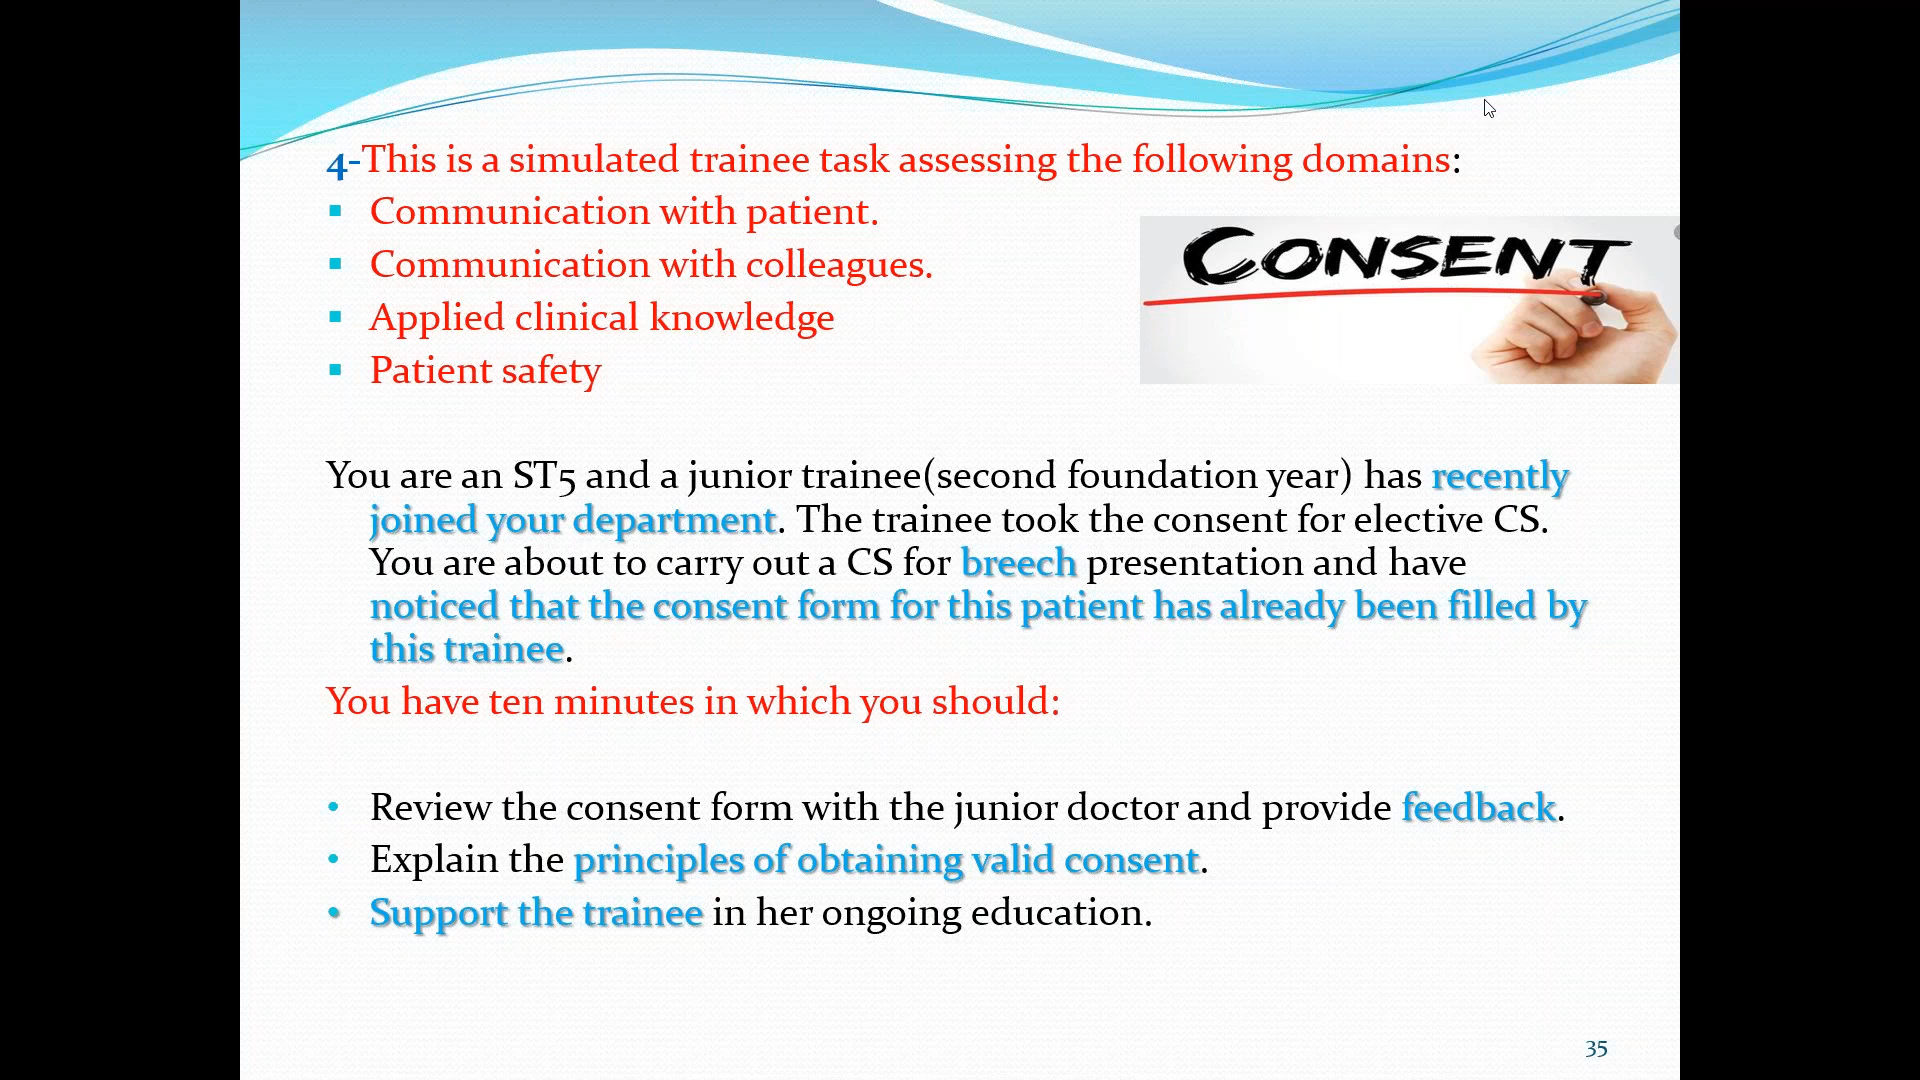 4-This is a simulated trainee task assessing the following domains:
Communication with patient.
Communication with colleagues.
Applied clinical knowledge
Patient safety
CONSENT
You are an ST5 and a junior trainee(second foundation year) has recently
joined your department. The trainee took the consent for elective CS.
You are about to carry out a CS for breech presentation and have
noticed that the consent form for this patient has already been filled by
this trainee.
You have ten minutes in which you should:
Review the consent form with the junior doctor and provide feedback.
Explain the principles of obtaining valid consent.
Support the trainee in her ongoing education.
35